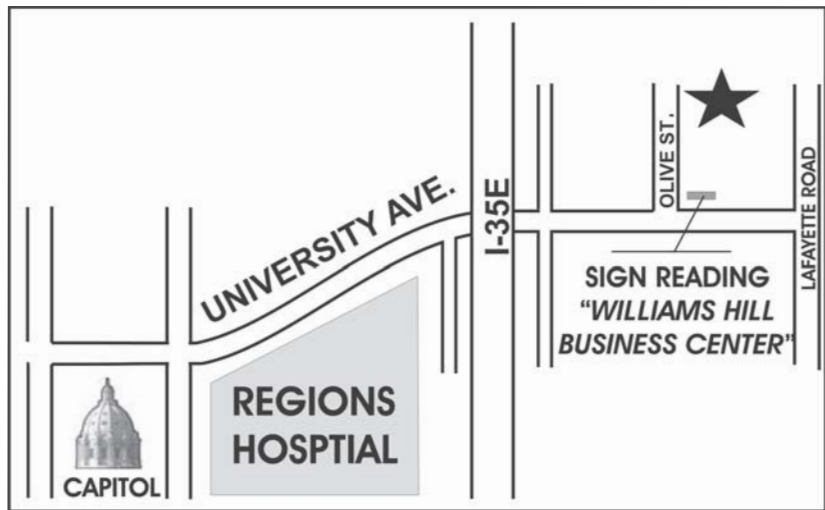 UNIVERSITY AVE.
I-35E
OLIVE ST.
LAFAYETTE ROAD
SIGN READING
“WILLIAMS HILL
BUSINESS CENTER”
REGIONS
HOSPTIAL
CAPITOL